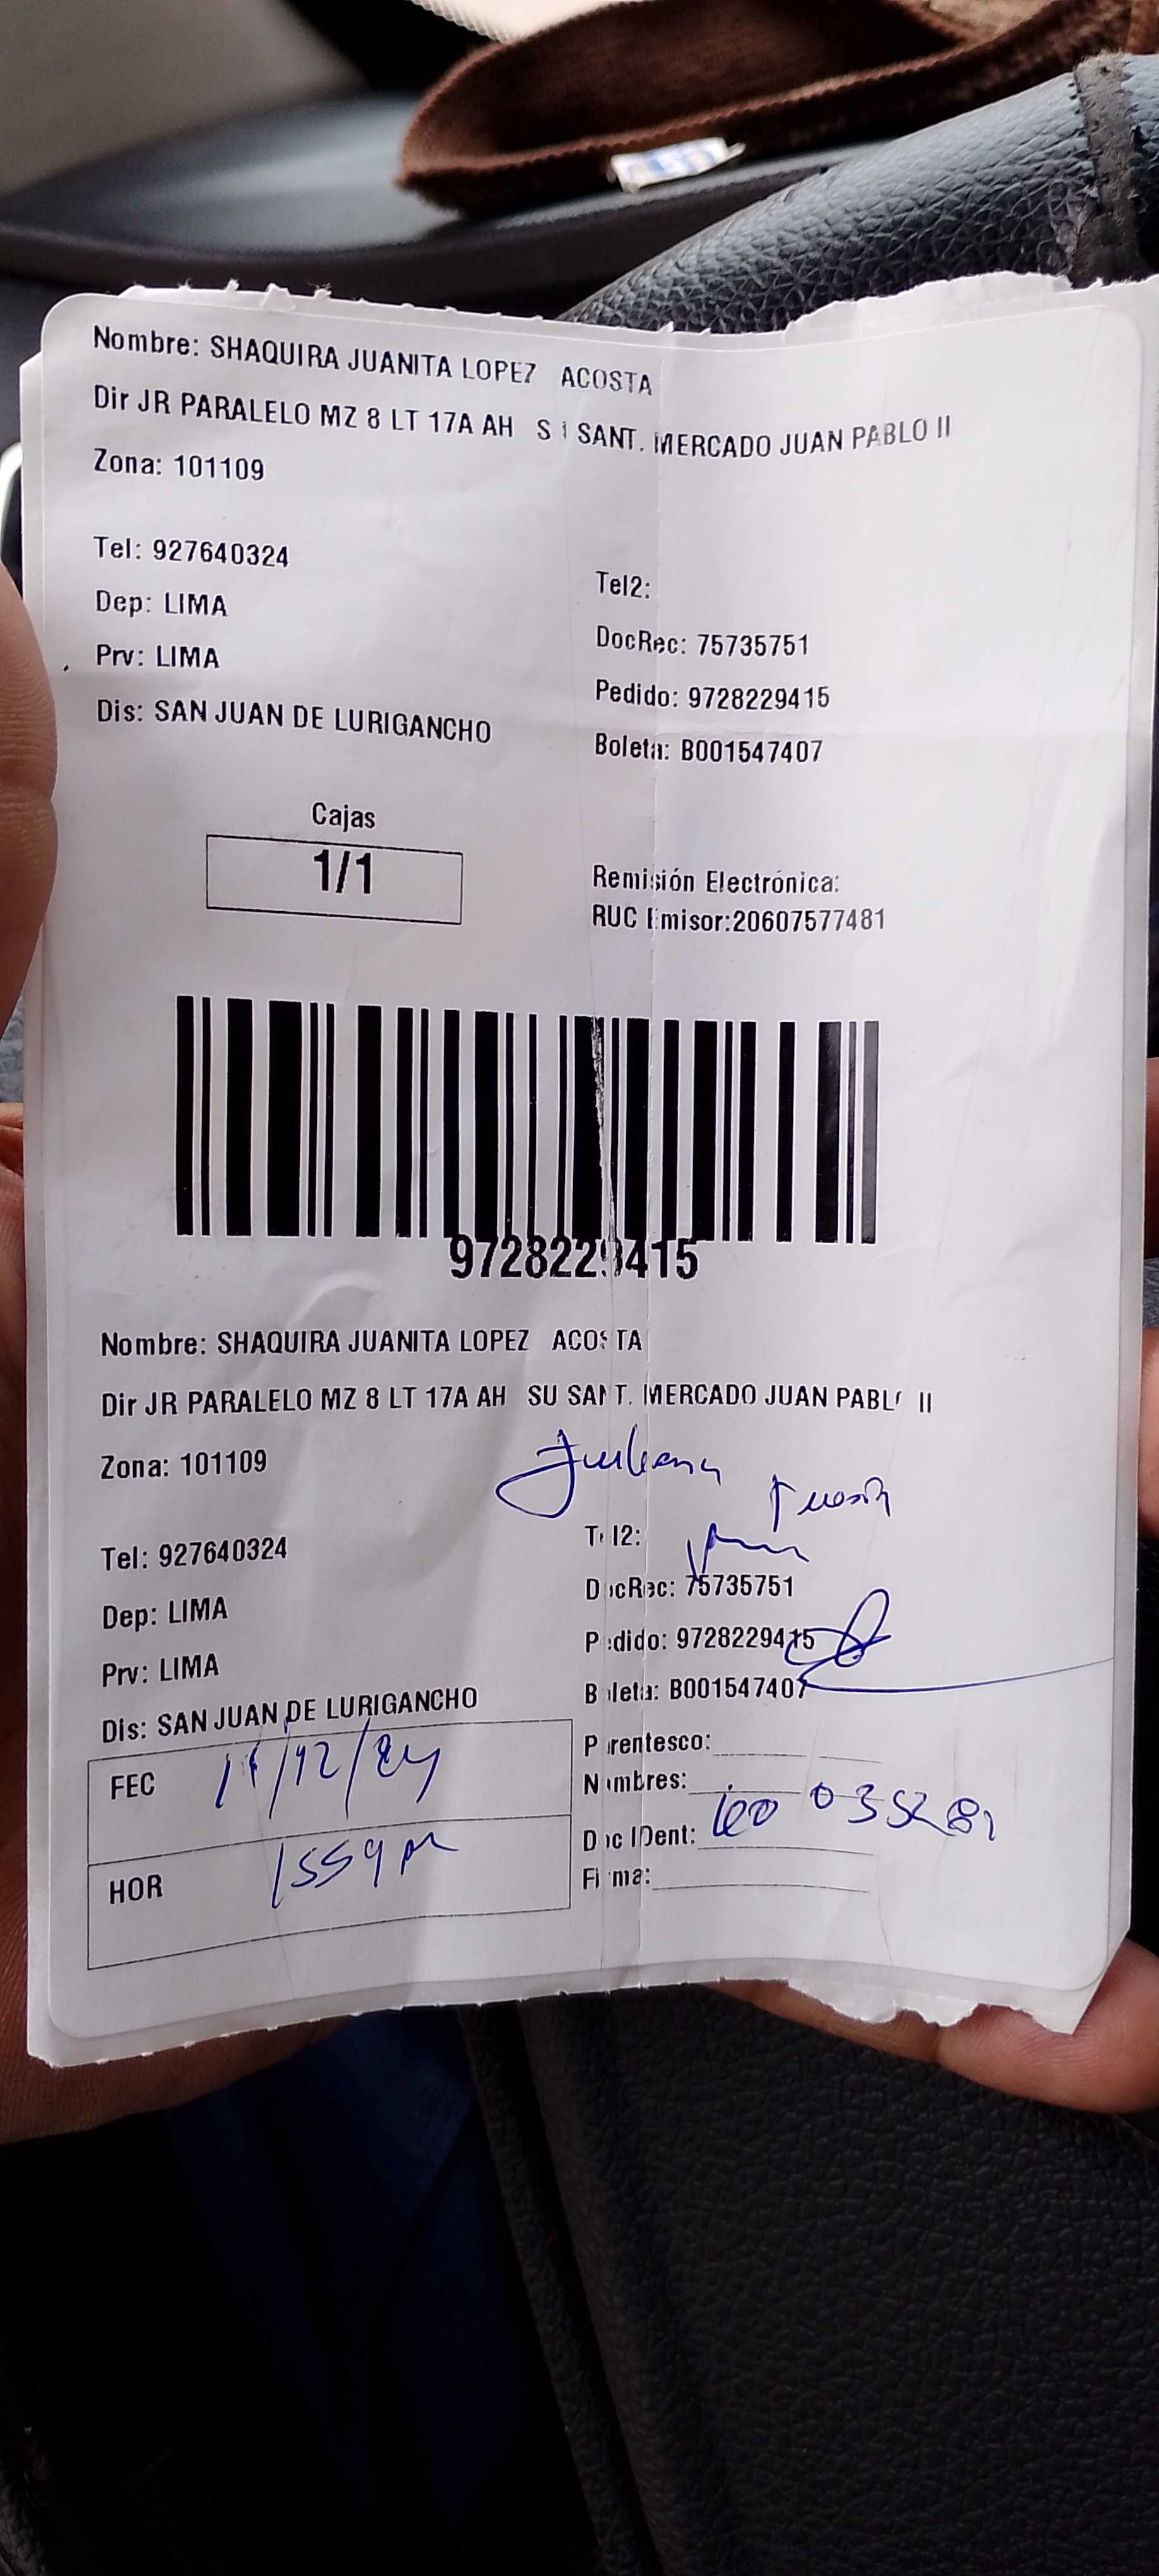 Nombre: SHAQUIRA JUANITA LOPEZ ACOSTA
Dir JR PARALELO MZ 8 LT 17A AH S SANT. MERCADO JUAN PABLO II
Zona: 101109
Tel: 927640324
Tel2:
Dep: LIMA
DocRec: 75735751
Prv: LIMA
Pedido: 9728229415
Dis: SAN JUAN DE LURIGANCHO
Boleta: B001547407
Cajas
1/1
Remisión Electrónica:
RUC Emisor:20607577481
9728229415
Nombre: SHAQUIRA JUANITA LOPEZ ACOSTA
Dir JR PARALELO MZ 8 LT 17A AH SU SANT. MERCADO JUAN PABLO II
Zona: 101109
Tel: 927640324
Tel2:
Dep: LIMA
DocRec: 75735751
Prv: LIMA
Pedido: 9728229415
Dis: SAN JUAN DE LURIGANCHO
Boleta: B001547407
Parentesco:
FEC
Nombres:
Doc IDent:
HOR 1559 pm
Firma: